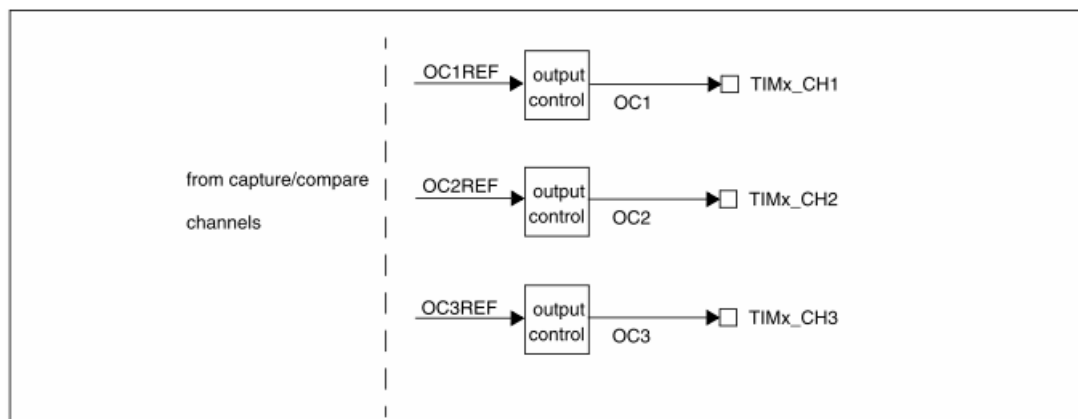 from capture/compare
channels
OC1REF
output
control
OC1
TIMx_CH1
OC2REF
output
control
OC2
TIMx_CH2
OC3REF
output
control
OC3
TIMx_CH3